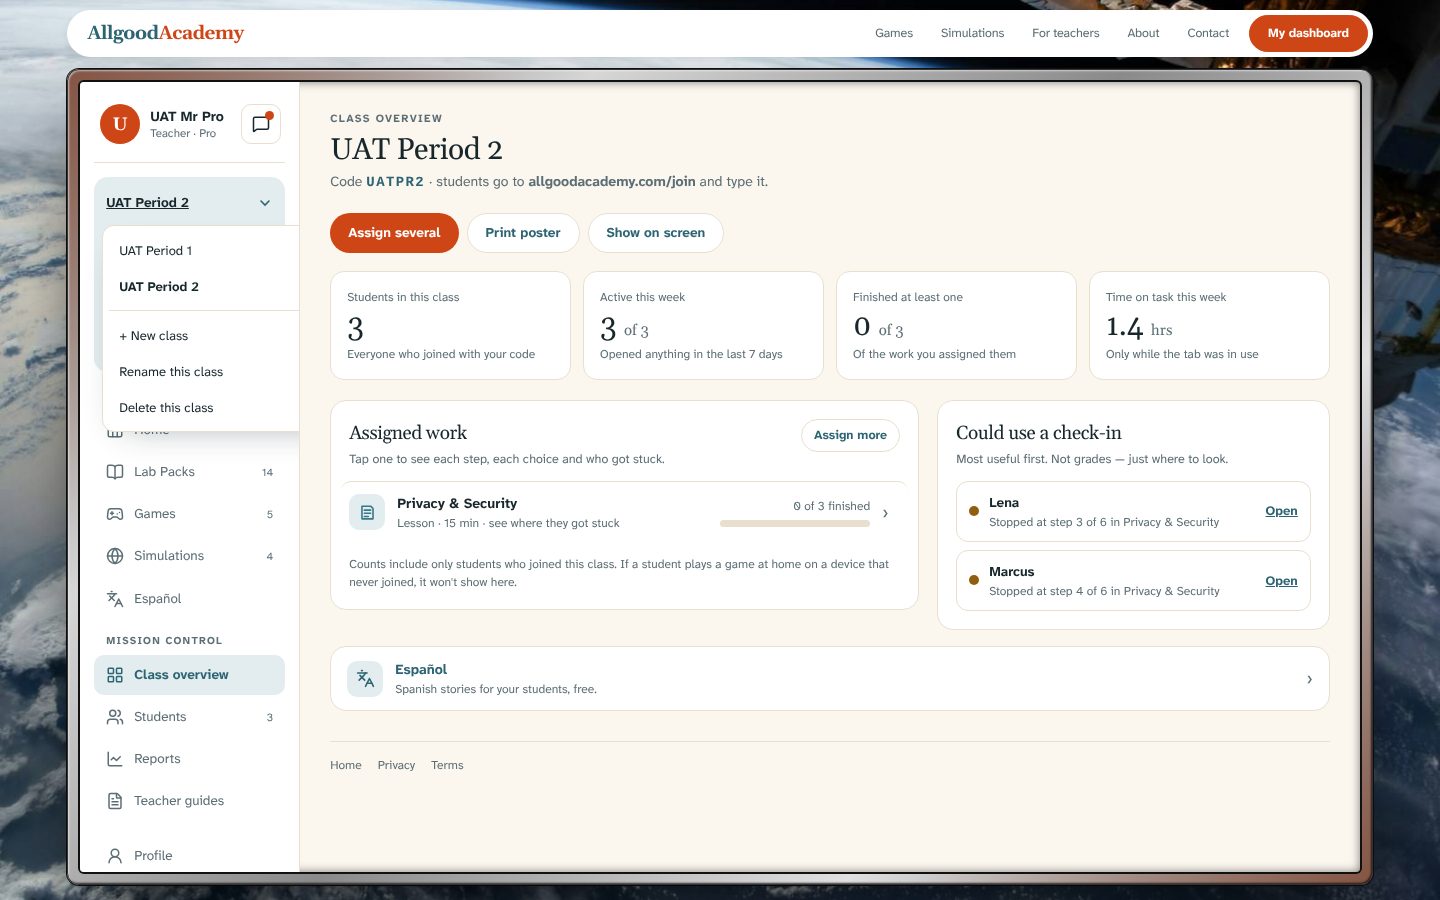 AllgoodAcademy
Games
Simulations
For teachers
About
Contact
My dashboard
U
UAT Mr Pro
Teacher · Pro
UAT Period 2
UAT Period 1
UAT Period 2
+ New class
Rename this class
Delete this class
Home
Lab Packs 14
Games 5
Simulations 4
Español
MISSION CONTROL
Class overview
Students 3
Reports
Teacher guides
Profile
CLASS OVERVIEW
UAT Period 2
Code UATPR2 · students go to allgoodacademy.com/join and type it.
Assign several
Print poster
Show on screen
Students in this class
3
Everyone who joined with your code
Active this week
3 of 3
Opened anything in the last 7 days
Finished at least one
0 of 3
Of the work you assigned them
Time on task this week
1.4 hrs
Only while the tab was in use
Assigned work
Assign more
Tap one to see each step, each choice and who got stuck.
Privacy & Security
Lesson · 15 min · see where they got stuck
0 of 3 finished
Counts include only students who joined this class. If a student plays a game at home on a device that
never joined, it won't show here.
Could use a check-in
Most useful first. Not grades — just where to look.
Lena
Stopped at step 3 of 6 in Privacy & Security
Open
Marcus
Stopped at step 4 of 6 in Privacy & Security
Open
Español
Spanish stories for your students, free.
Home
Privacy
Terms